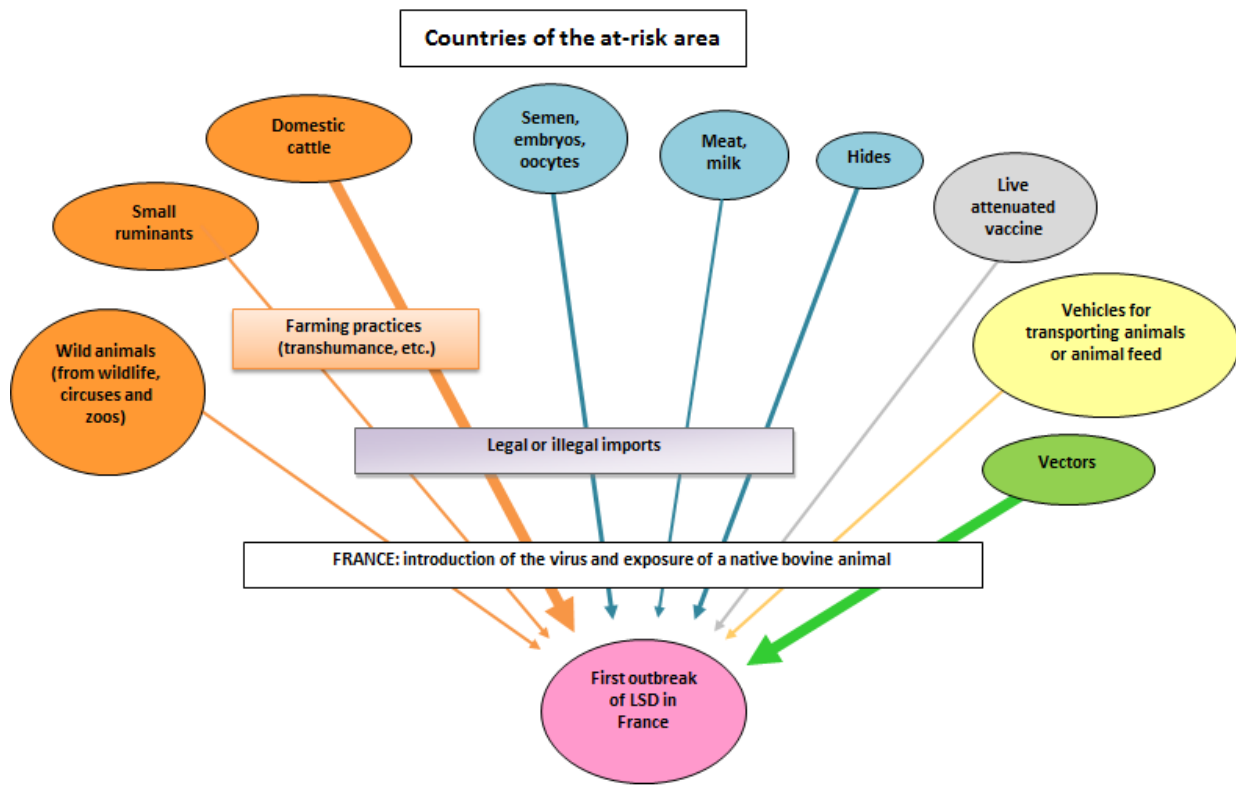 Countries of the at-risk area
Domestic
cattle
Semen,
embryos,
oocytes
Meat,
milk
Hides
Small
ruminants
Live
attenuated
vaccine
Wild animals
(from wildlife,
circuses and
zoos)
Farming practices
(transhumance, etc.)
Vehicles for
transporting animals
or animal feed
Legal or illegal imports
Vectors
FRANCE: introduction of the virus and exposure of a native bovine animal
First outbreak
of LSD in
France